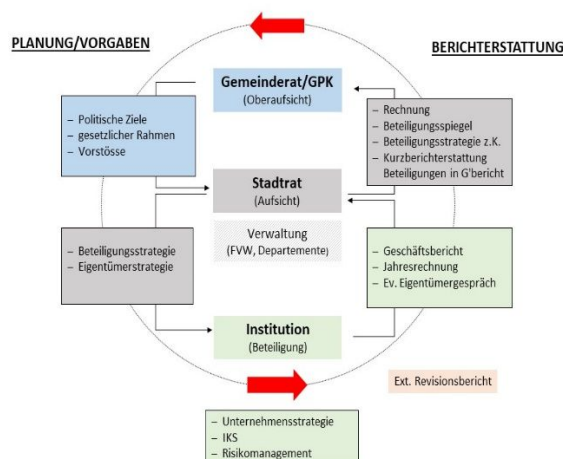 PLANUNG/VORGABEN
BERICHTERSTATTUNG
Gemeinderat/GPK
(Oberaufsicht)
– Politische Ziele
– gesetzlicher Rahmen
– Vorstösse
– Rechnung
– Beteiligungsspiegel
– Beteiligungsstrategie z.K.
– Kurzberichterstattung
Beteiligungen in G'bericht
Stadtrat
(Aufsicht)
Verwaltung
(FVW, Departemente)
– Beteiligungsstrategie
– Eigentümerstrategie
– Geschäftsbericht
– Jahresrechnung
– Ev. Eigentümergespräch
Institution
(Beteiligung)
Ext. Revisionsbericht
– Unternehmensstrategie
– IKS
– Risikomanagement